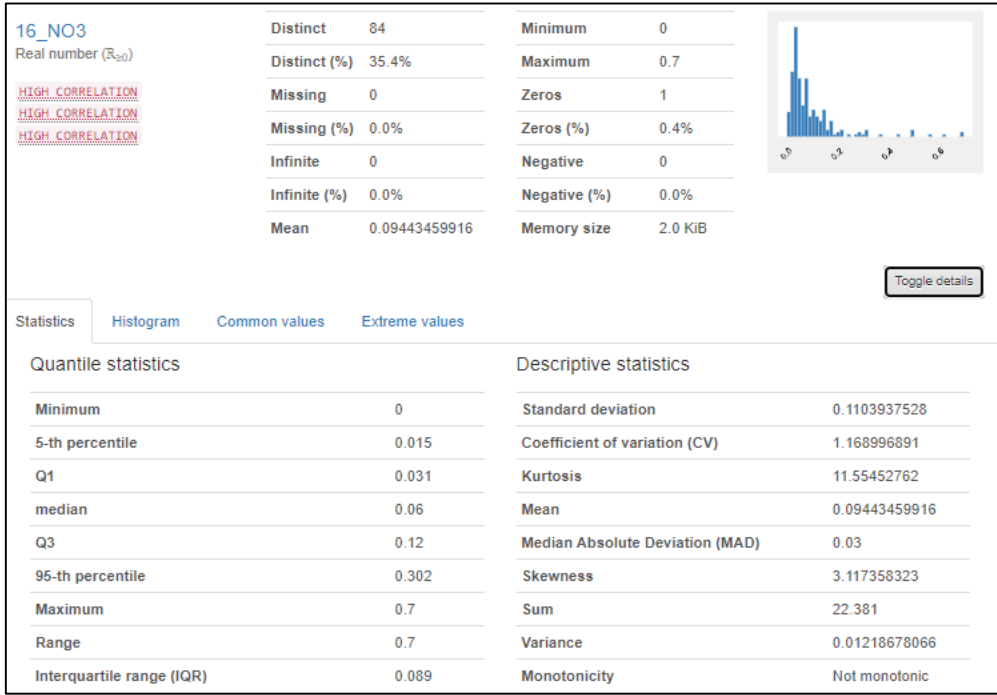 16_NO3
Real number (ℝ≥0)
HIGH CORRELATION
HIGH CORRELATION
HIGH CORRELATION
Distinct 84
Distinct (%) 35.4%
Missing 0
Missing (%) 0.0%
Infinite 0
Infinite (%) 0.0%
Mean 0.09443459916
Minimum 0
Maximum 0.7
Zeros 1
Zeros (%) 0.4%
Negative 0
Negative (%) 0.0%
Memory size 2.0 KiB
0.0 0.2 0.4 0.6
Toggle details
Statistics Histogram Common values Extreme values
Quantile statistics
Minimum 0
5-th percentile 0.015
Q1 0.031
median 0.06
Q3 0.12
95-th percentile 0.302
Maximum 0.7
Range 0.7
Interquartile range (IQR) 0.089
Descriptive statistics
Standard deviation 0.1103937528
Coefficient of variation (CV) 1.168996891
Kurtosis 11.55452762
Mean 0.09443459916
Median Absolute Deviation (MAD) 0.03
Skewness 3.117358323
Sum 22.381
Variance 0.01218678066
Monotonicity Not monotonic